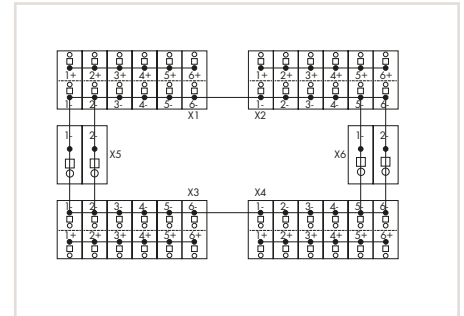 1+ 2+ 3+ 4+ 5+ 6+
1+ 2+ 3+ 4+ 5+ 6+
1- 2- 3- 4- 5- 6-
1- 2- 3- 4- 5- 6-
X1
X2
1- 2-
X5
1- 2-
X6
X3
X4
1- 2- 3- 4- 5- 6-
1- 2- 3- 4- 5- 6-
1+ 2+ 3+ 4+ 5+ 6+
1+ 2+ 3+ 4+ 5+ 6+